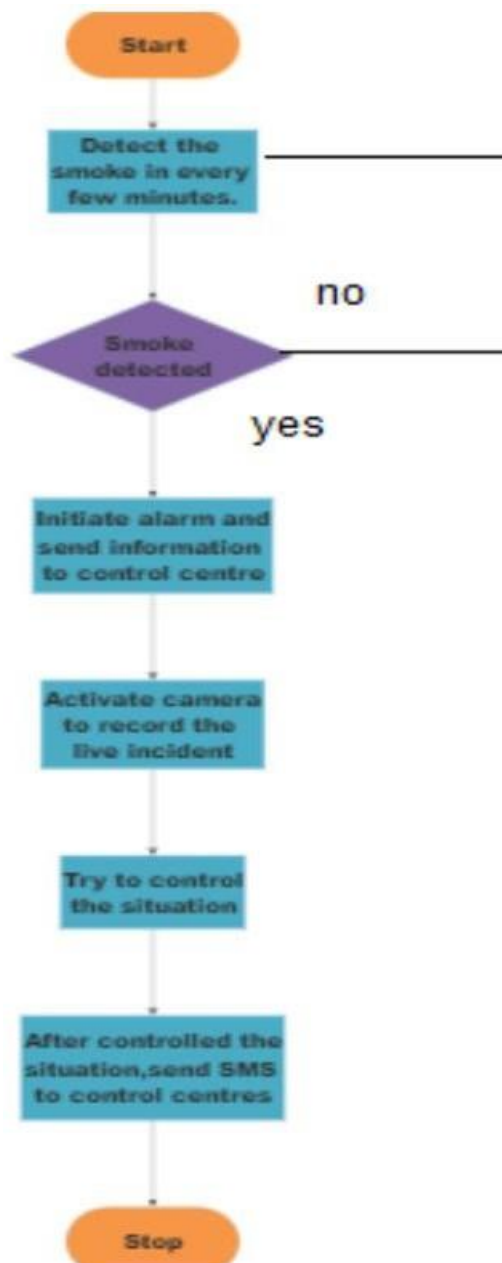 Start
Detect the
smoke in every
few minutes.
no
Smoke
detected
yes
Initiate alarm and
send information
to control centre
Activate camera
to record the
live incident
Try to control
the situation
After controlled the
situation,send SMS
to control centres
Stop